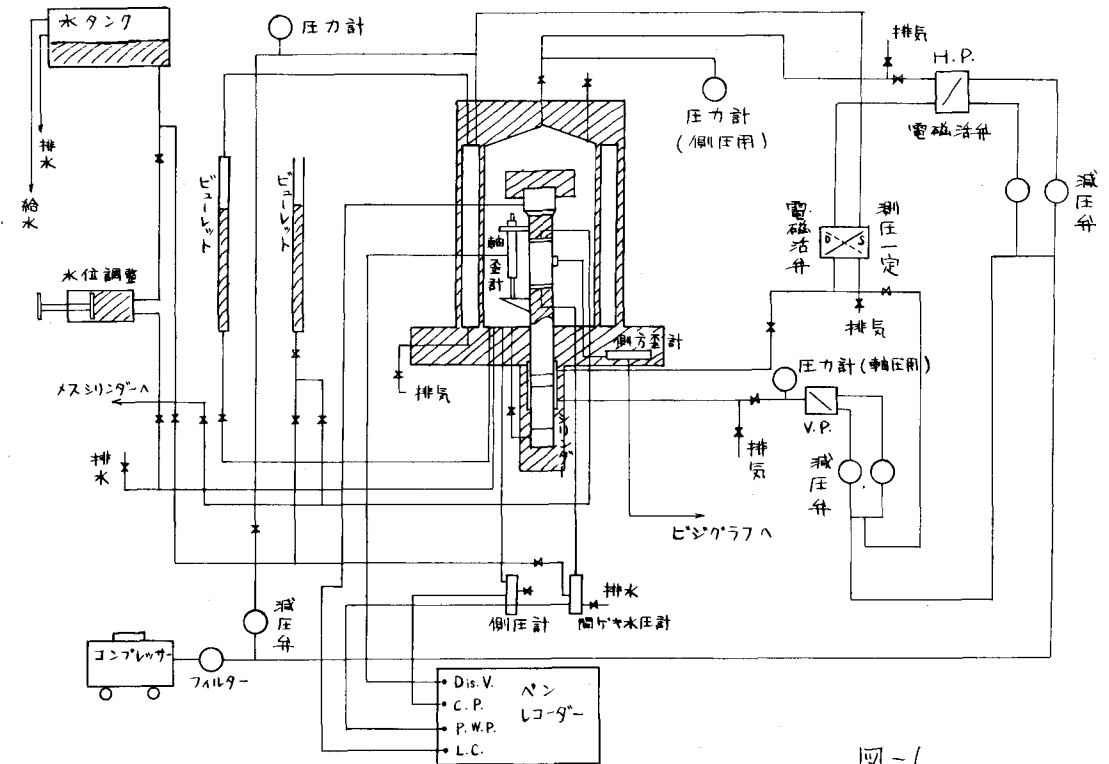 水タンク
圧力計
排気
H.P.
電磁活弁
圧力計
(側圧用)
減圧弁
排水
給水
ビューレット
ビューレット
軸歪計
電磁活弁
D S
測圧一定
水位調整
側方歪計
排気
排気
圧力計(軸圧用)
メスシリンダーへ
V.P.
排水
シリンダー
排気
減圧弁
ビジグラフへ
減圧弁
排水
側圧計
間ゲキ水圧計
コンプレッサー
フィルター
Dis.V.
C.P.
P.W.P.
L.C.
ペン
レコーダー
図-1